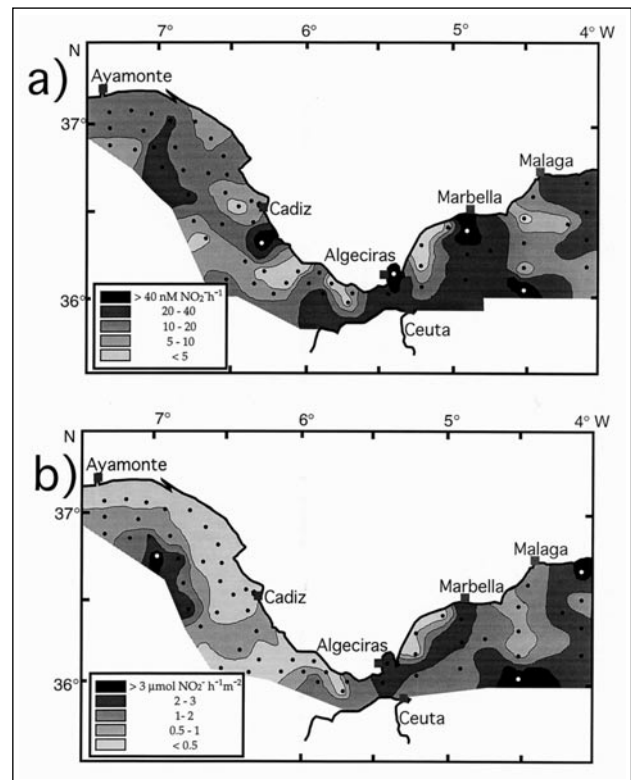 7° 6° 5° 4° W
N
Ayamonte
a)
37°
Malaga
Marbella
Cadiz
Algeciras
36°
> 40 nM NO₂⁻h⁻¹
20 - 40
10 - 20
5 - 10
< 5
Ceuta
7° 6° 5° 4° W
N
Ayamonte
b)
37°
Malaga
Marbella
Cadiz
Algeciras
36°
> 3 µmol NO₂⁻ h⁻¹m⁻²
2 - 3
1 - 2
0.5 - 1
< 0.5
Ceuta